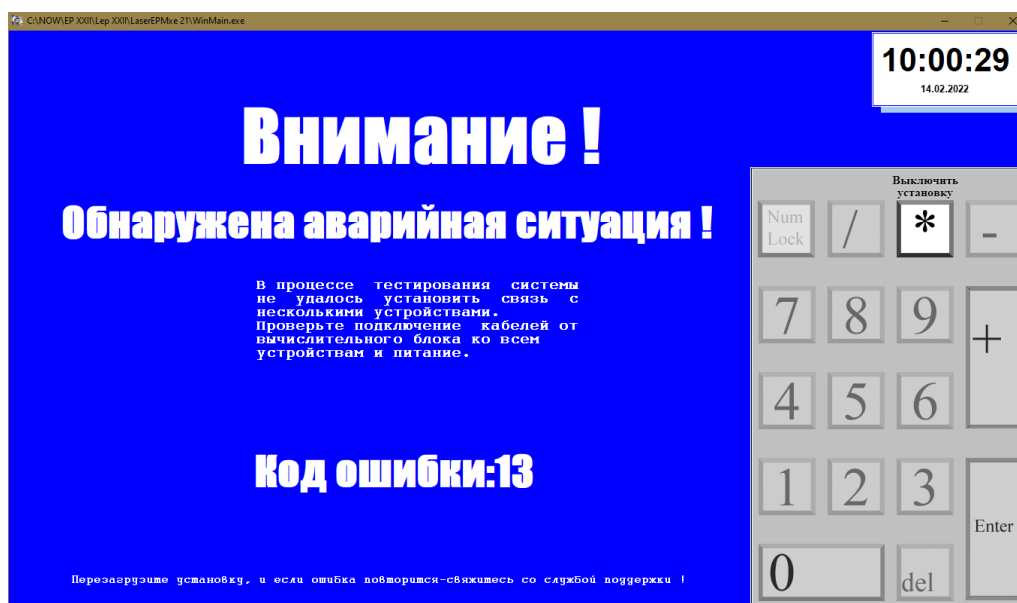 C:\NOW\EP XXII\Lep XXII\LaserEPMxe 21\WinMain.exe
10:00:29
14.02.2022
Внимание !
Обнаружена аварийная ситуация !
В процессе тестирования системы
не удалось установить связь с
несколькими устройствами.
Проверьте подключение кабелей от
вычислительного блока ко всем
устройствам и питание.
Код ошибки:13
Перезагрузите установку, и если ошибка повторится-свяжитесь со службой поддержки !
Выключить
установку
Num
Lock
/
*
-
7
8
9
+
4
5
6
1
2
3
Enter
0
del